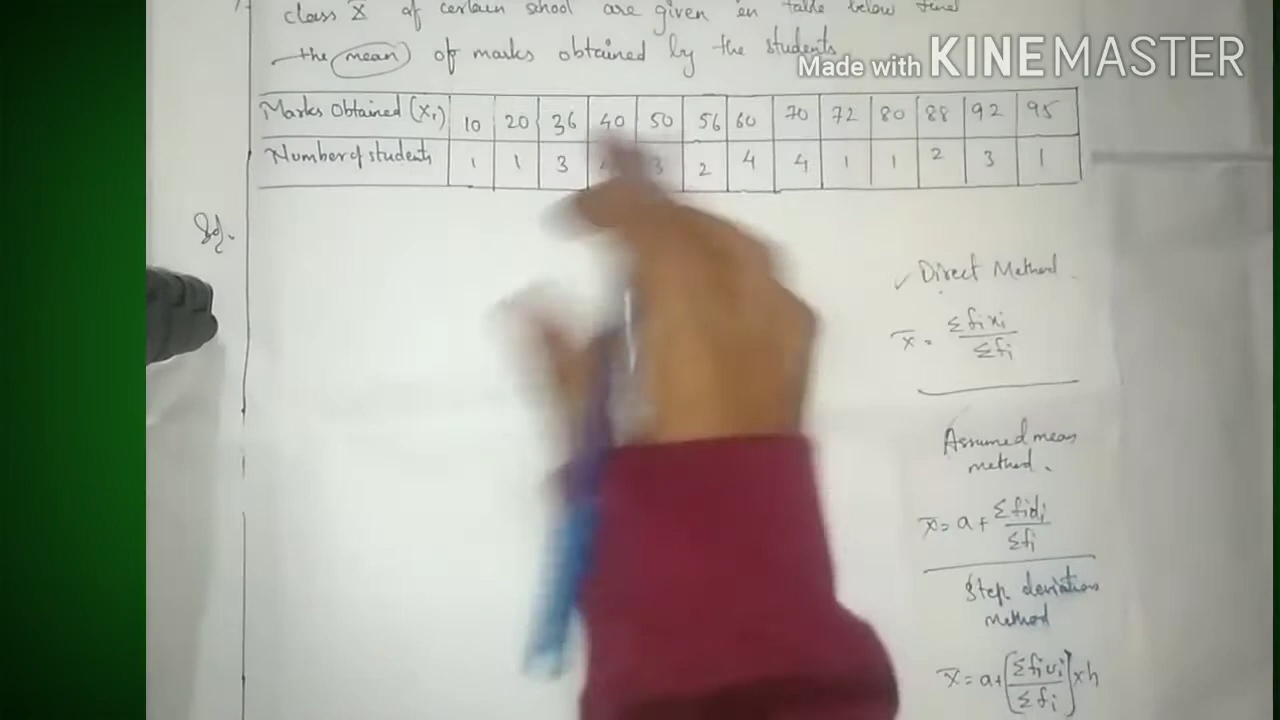 class X of certain school are given in table below find
the mean of marks obtained by the students
Made with KINEMASTER
Marks Obtained (xᵢ) 10 20 36 40 50 56 60 70 72 80 88 92 95
Number of students 1 1 3 4 3 2 4 4 1 1 2 3 1
Sol.
✓ Direct Method
x̄ = Σfᵢxᵢ / Σfᵢ
Assumed mean
method.
x̄ = a + Σfᵢdᵢ / Σfᵢ
Step deviation
method
x̄ = a + (Σfᵢuᵢ / Σfᵢ) × h